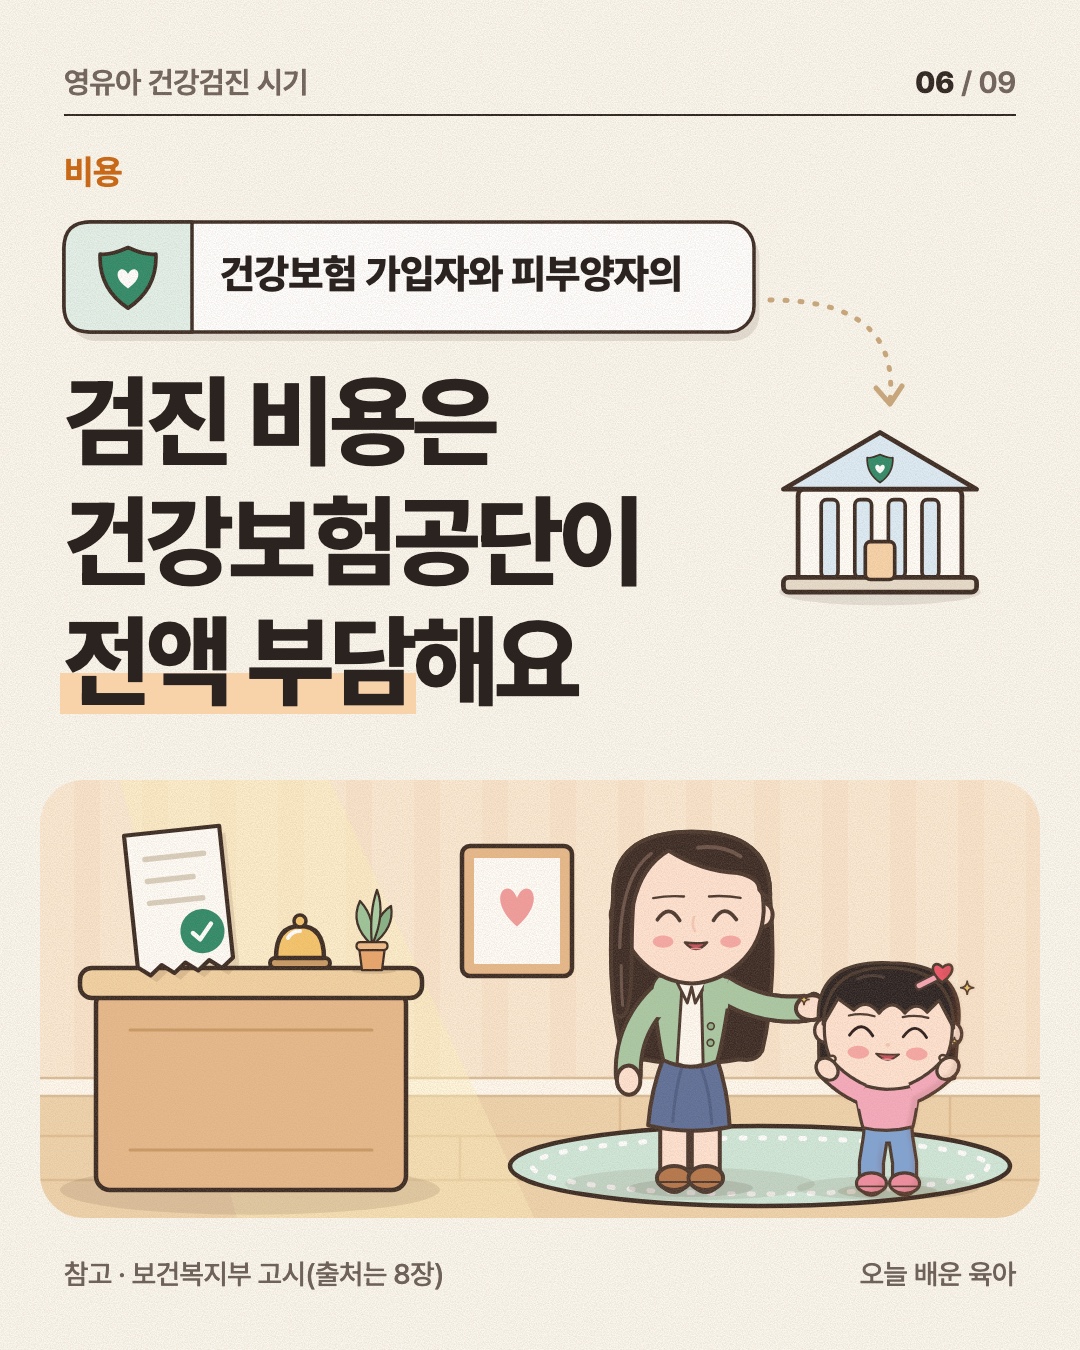 영유아 건강검진 시기
06 / 09
비용
건강보험 가입자와 피부양자의
검진 비용은
건강보험공단이
전액 부담해요
참고 · 보건복지부 고시(출처는 8장)
오늘 배운 육아